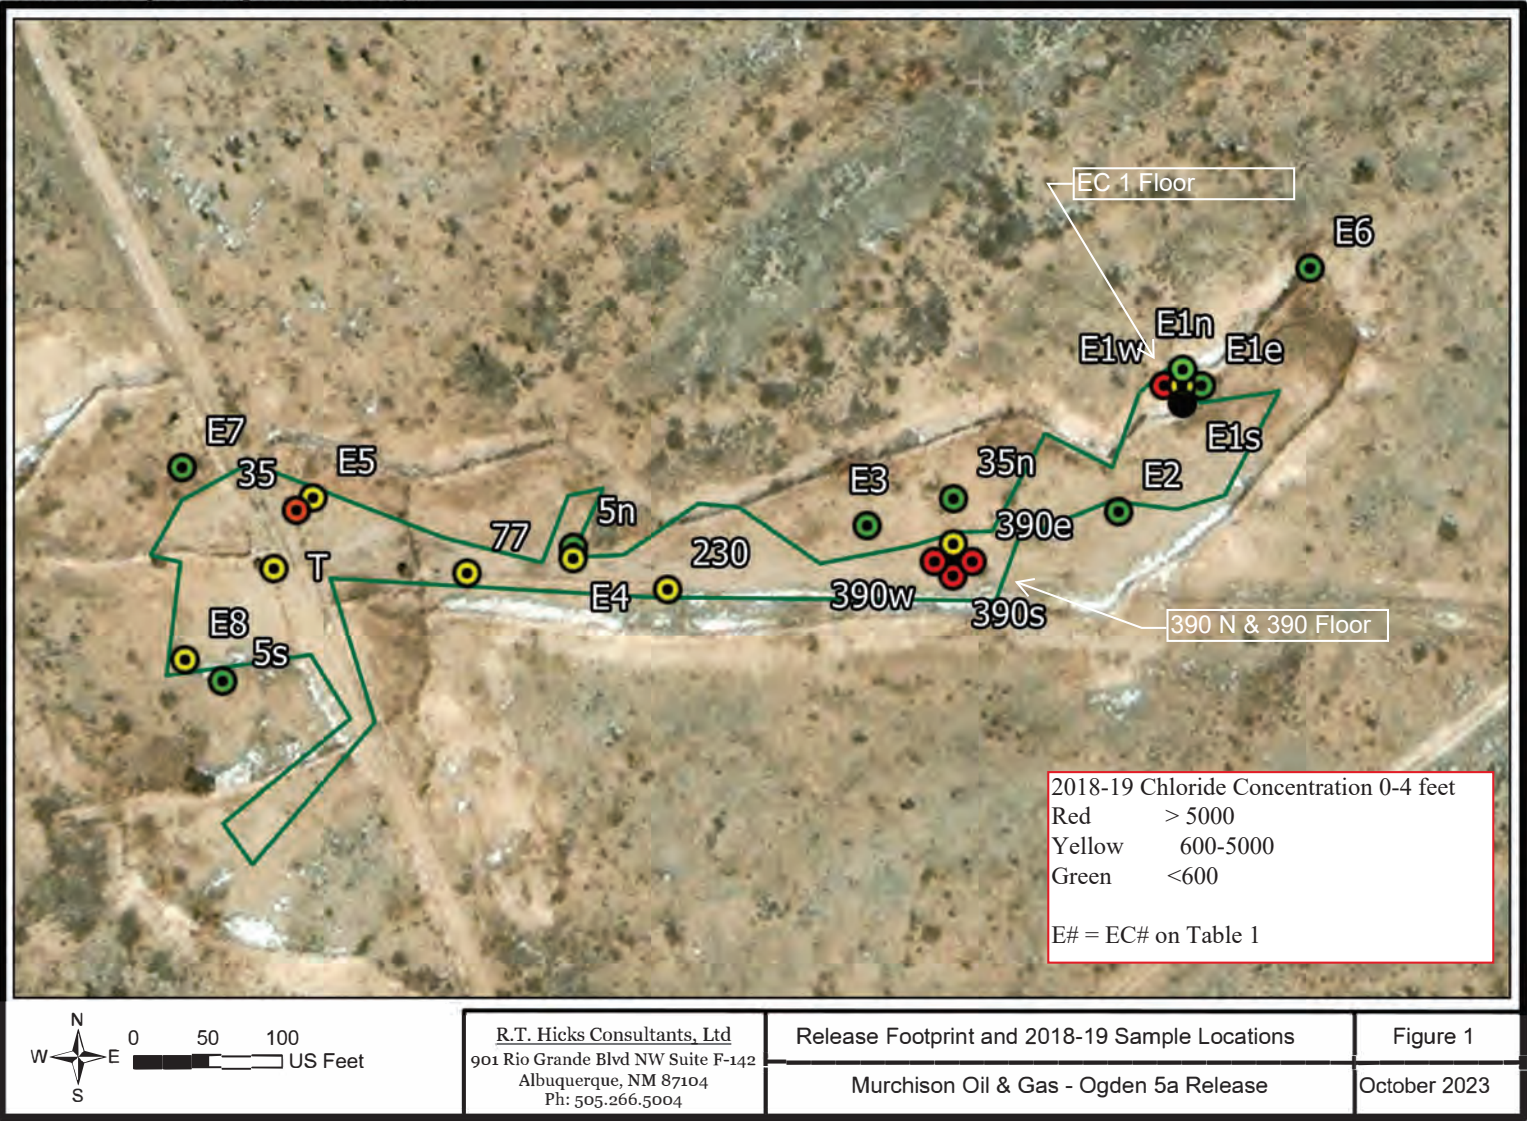 EC 1 Floor
E6
E1n
E1w
E1e
E1s
E7
35
E5
E3
35n
E2
77
5n
230
390e
T
E4
390w
390s
390 N & 390 Floor
E8
5s
2018-19 Chloride Concentration 0-4 feet
Red > 5000
Yellow 600-5000
Green <600
E# = EC# on Table 1
N
W E
S
0 50 100
US Feet
R.T. Hicks Consultants, Ltd
901 Rio Grande Blvd NW Suite F-142
Albuquerque, NM 87104
Ph: 505.266.5004
Release Footprint and 2018-19 Sample Locations
Murchison Oil & Gas - Ogden 5a Release
Figure 1
October 2023